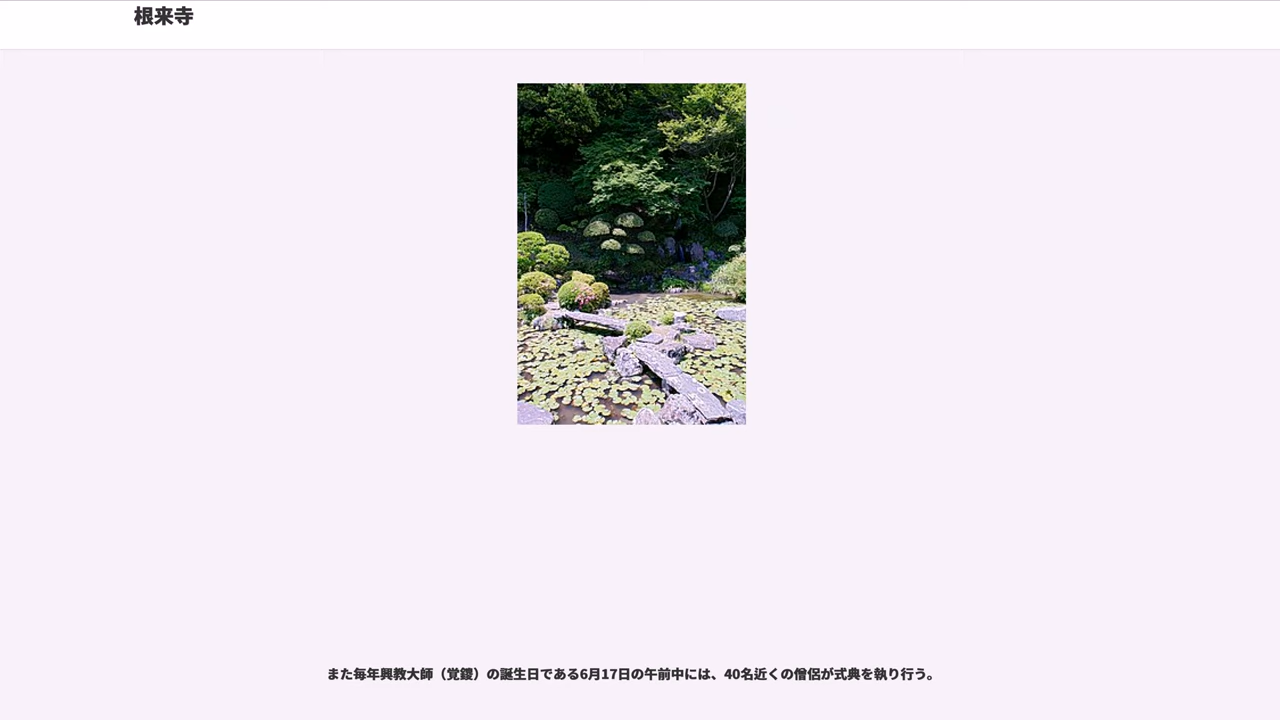 根来寺
また毎年興教大師（覚鑁）の誕生日である6月17日の午前中には、40名近くの僧侶が式典を執り行う。